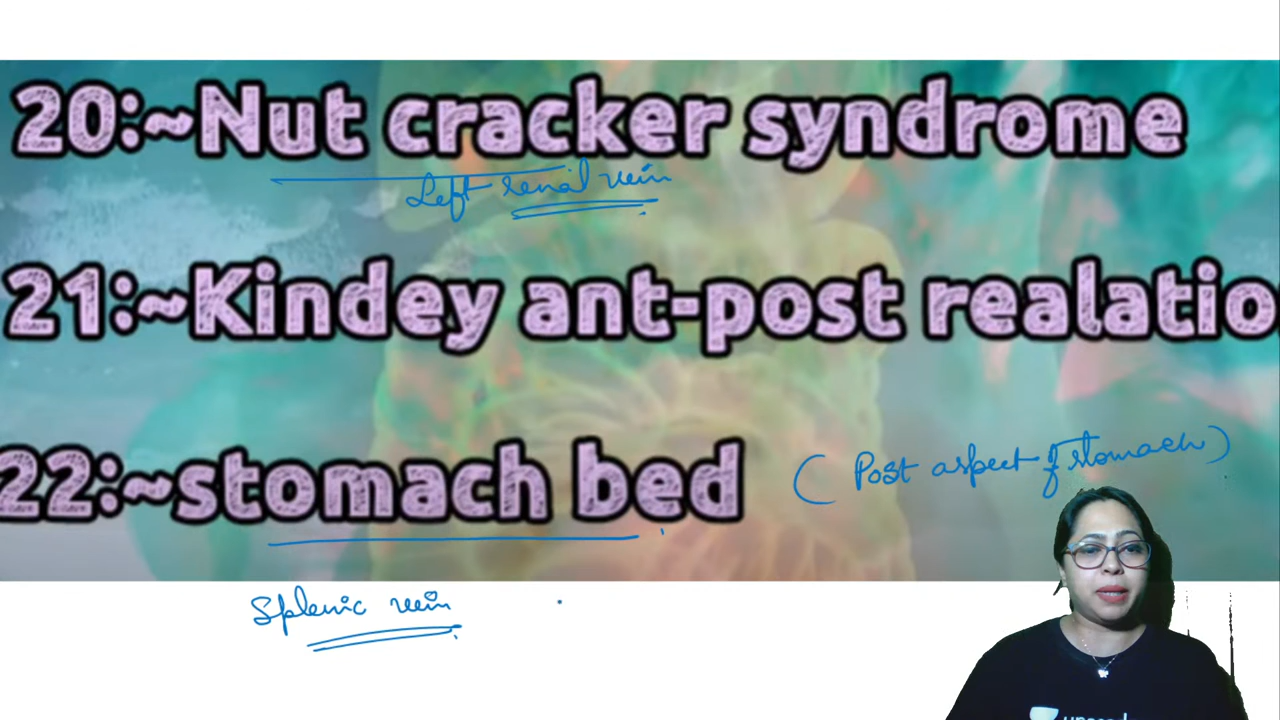 20:~Nut cracker syndrome
Left renal vein
21:~Kindey ant-post realatio
22:~stomach bed
( Post aspect of stomach )
Splenic vein